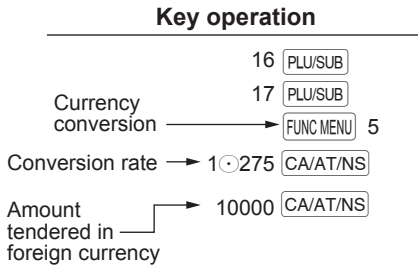 Key operation
16 PLU/SUB
17 PLU/SUB
Currency
conversion
FUNC MENU 5
Conversion rate 1⊙275 CA/AT/NS
Amount
tendered in
foreign currency
10000 CA/AT/NS